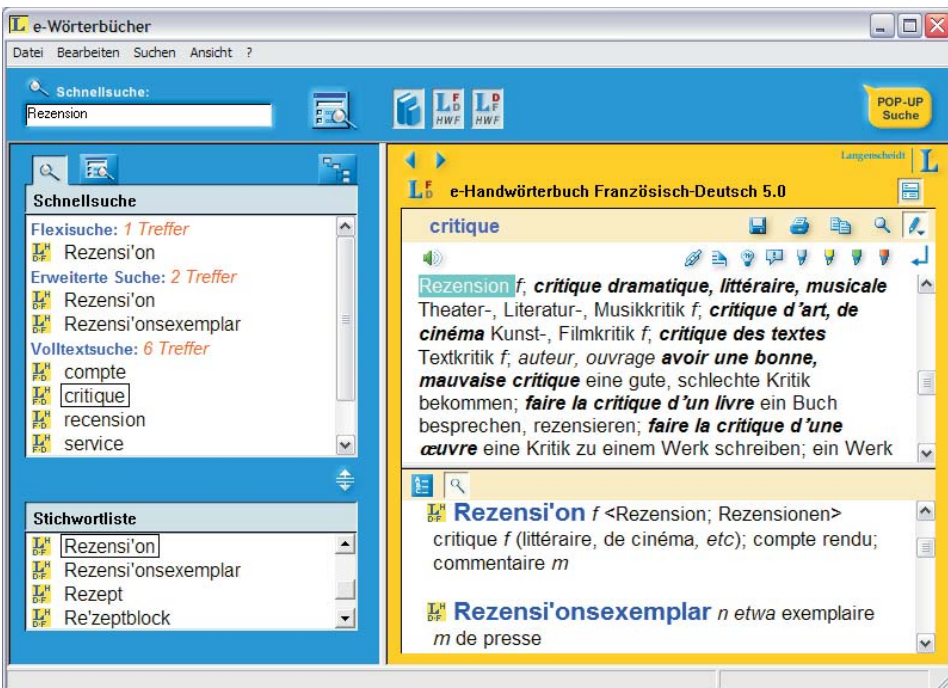 e-Wörterbücher
Datei Bearbeiten Suchen Ansicht ?
Schnellsuche:
Rezension
L F D HWF
L D F HWF
POP-UP
Suche
Schnellsuche
Flexisuche: 1 Treffer
Rezensi'on
Erweiterte Suche: 2 Treffer
Rezensi'on
Rezensi'onsexemplar
Volltextsuche: 6 Treffer
compte
critique
recension
service
Stichwortliste
Rezensi'on
Rezensi'onsexemplar
Rezept
Re'zeptblock
Langenscheidt L
e-Handwörterbuch Französisch-Deutsch 5.0
critique
Rezension f; critique dramatique, littéraire, musicale
Theater-, Literatur-, Musikkritik f; critique d'art, de
cinéma Kunst-, Filmkritik f; critique des textes
Textkritik f; auteur, ouvrage avoir une bonne,
mauvaise critique eine gute, schlechte Kritik
bekommen; faire la critique d'un livre ein Buch
besprechen, rezensieren; faire la critique d'une
œuvre eine Kritik zu einem Werk schreiben; ein Werk
Rezensi'on f <Rezension; Rezensionen>
critique f (littéraire, de cinéma, etc); compte rendu;
commentaire m
Rezensi'onsexemplar n etwa exemplaire
m de presse